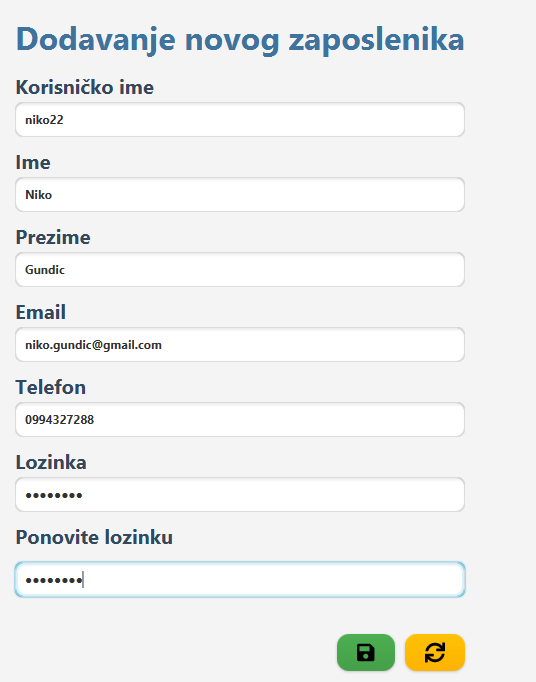 Dodavanje novog zaposlenika
Korisničko ime
niko22
Ime
Niko
Prezime
Gundic
Email
niko.gundic@gmail.com
Telefon
0994327288
Lozinka
••••••••
Ponovite lozinku
••••••••